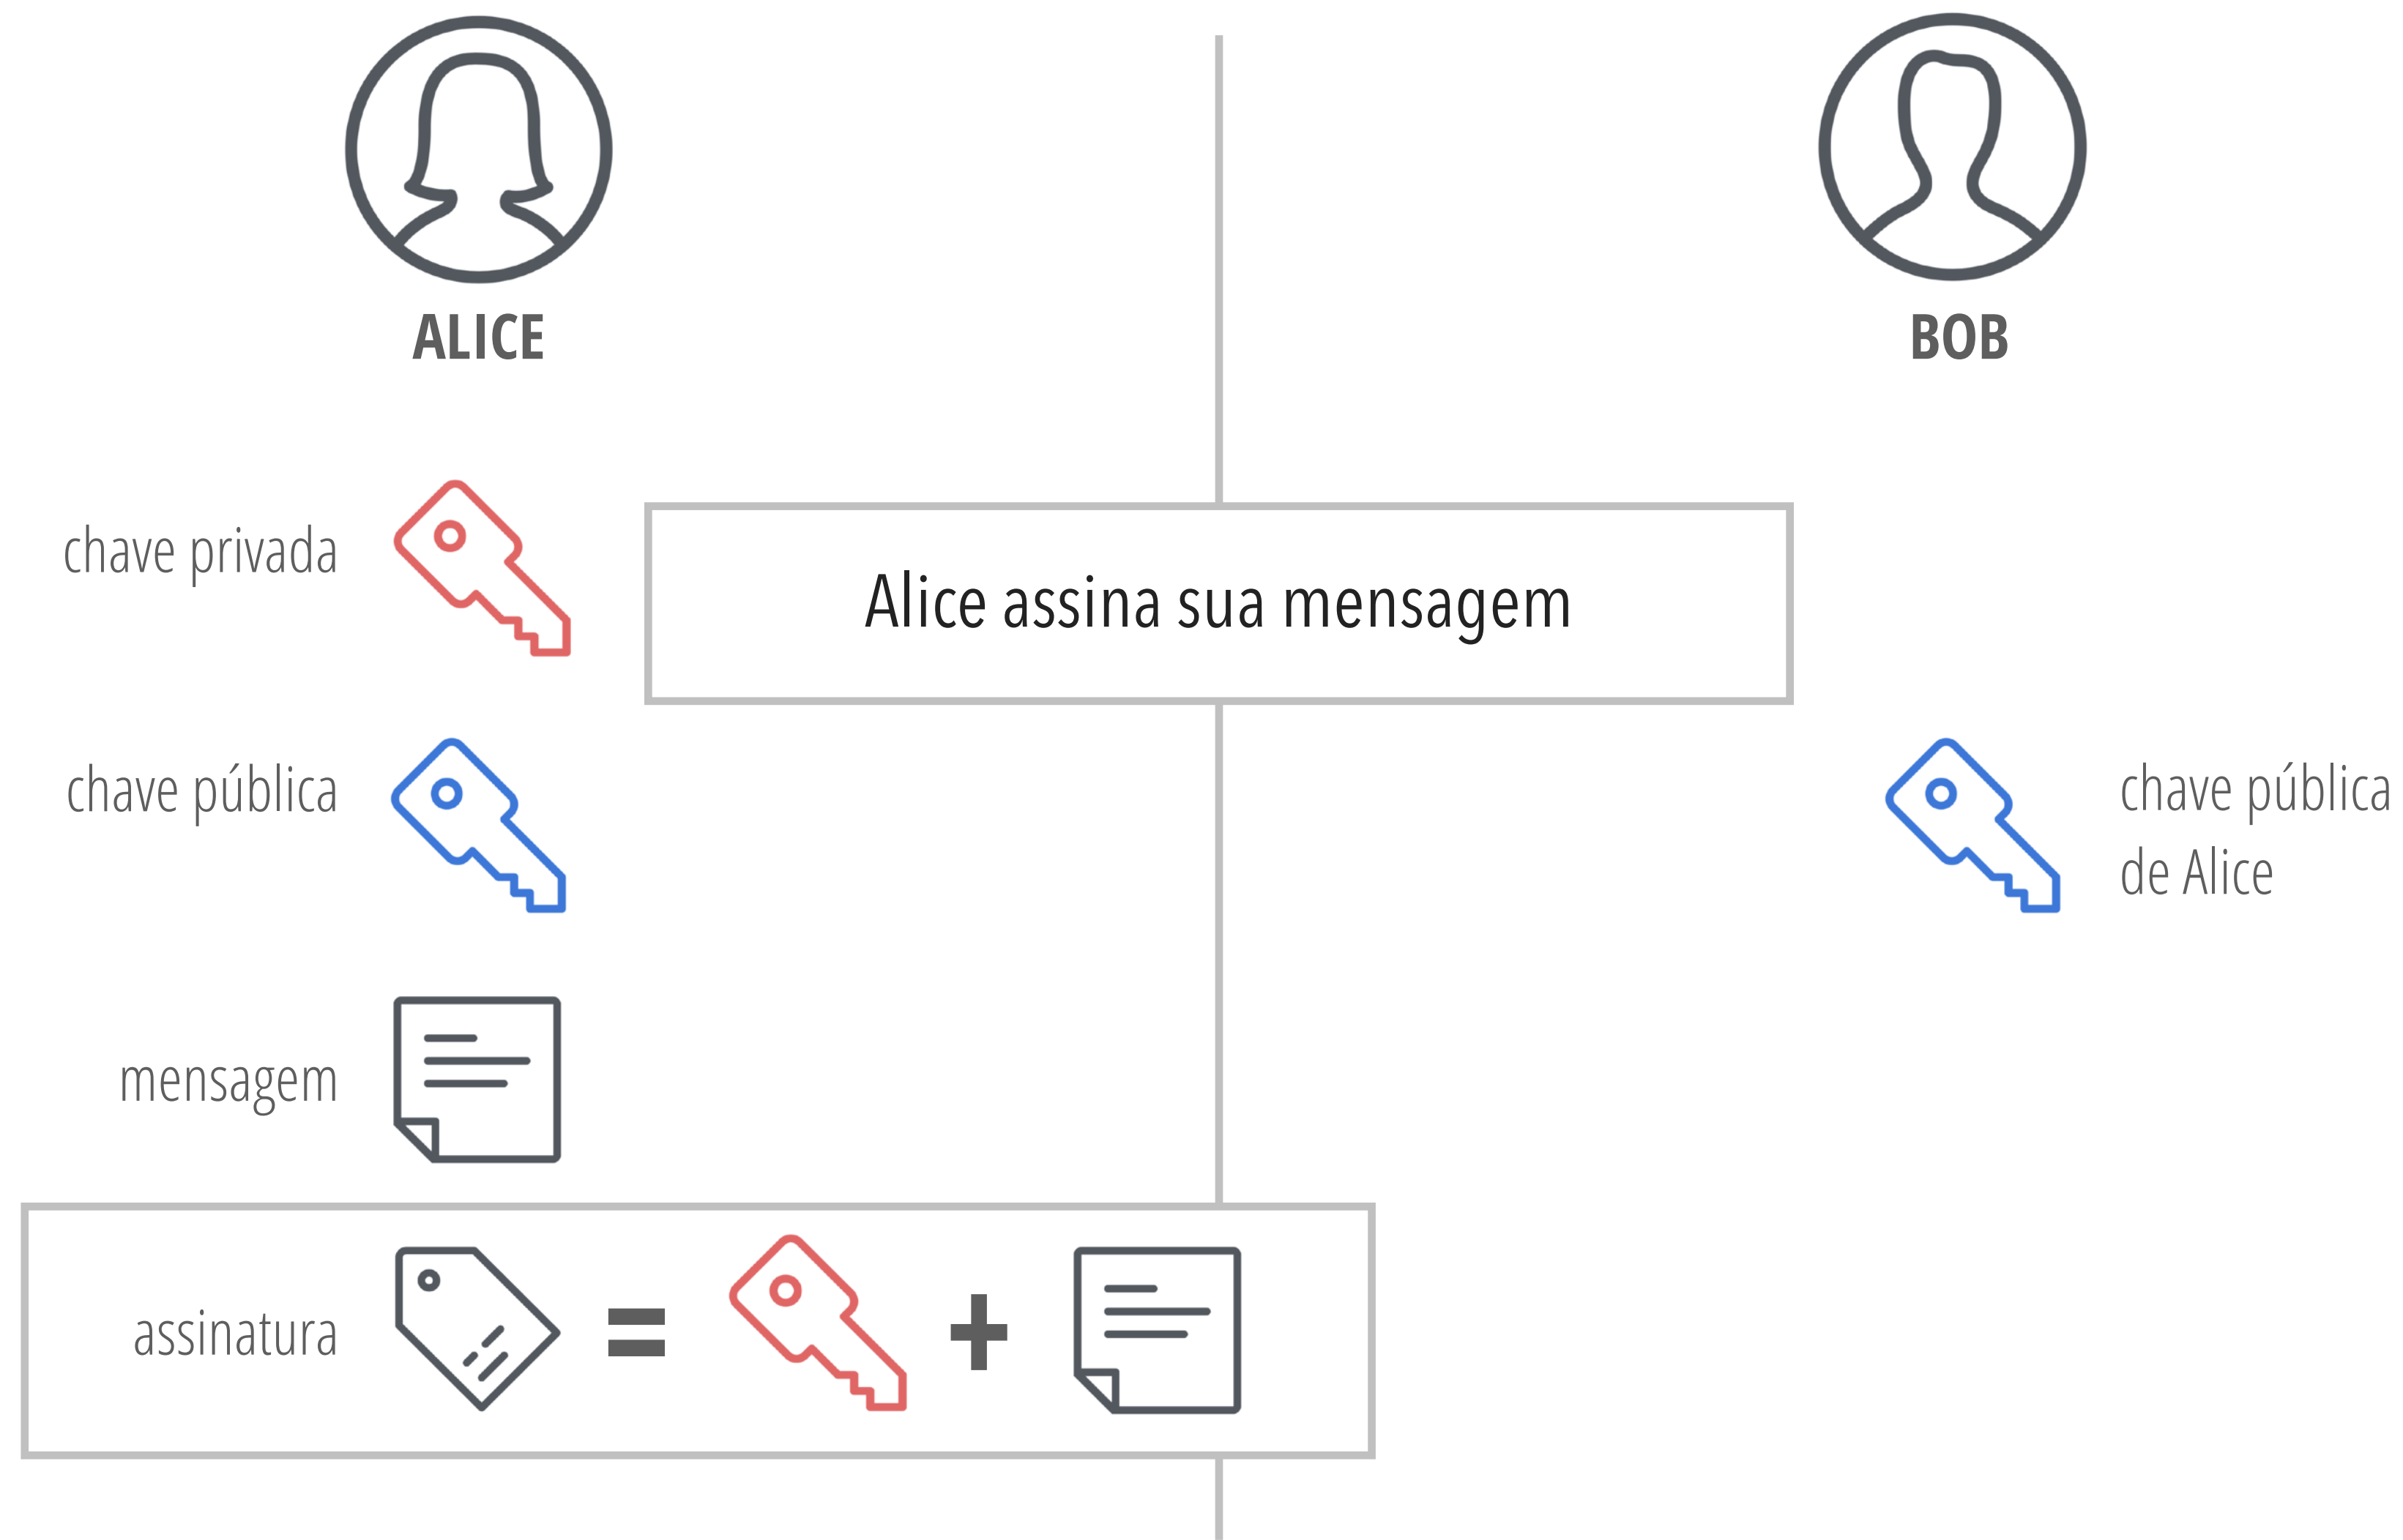 ALICE
BOB
chave privada
Alice assina sua mensagem
chave pública
chave pública
de Alice
mensagem
assinatura
=
+